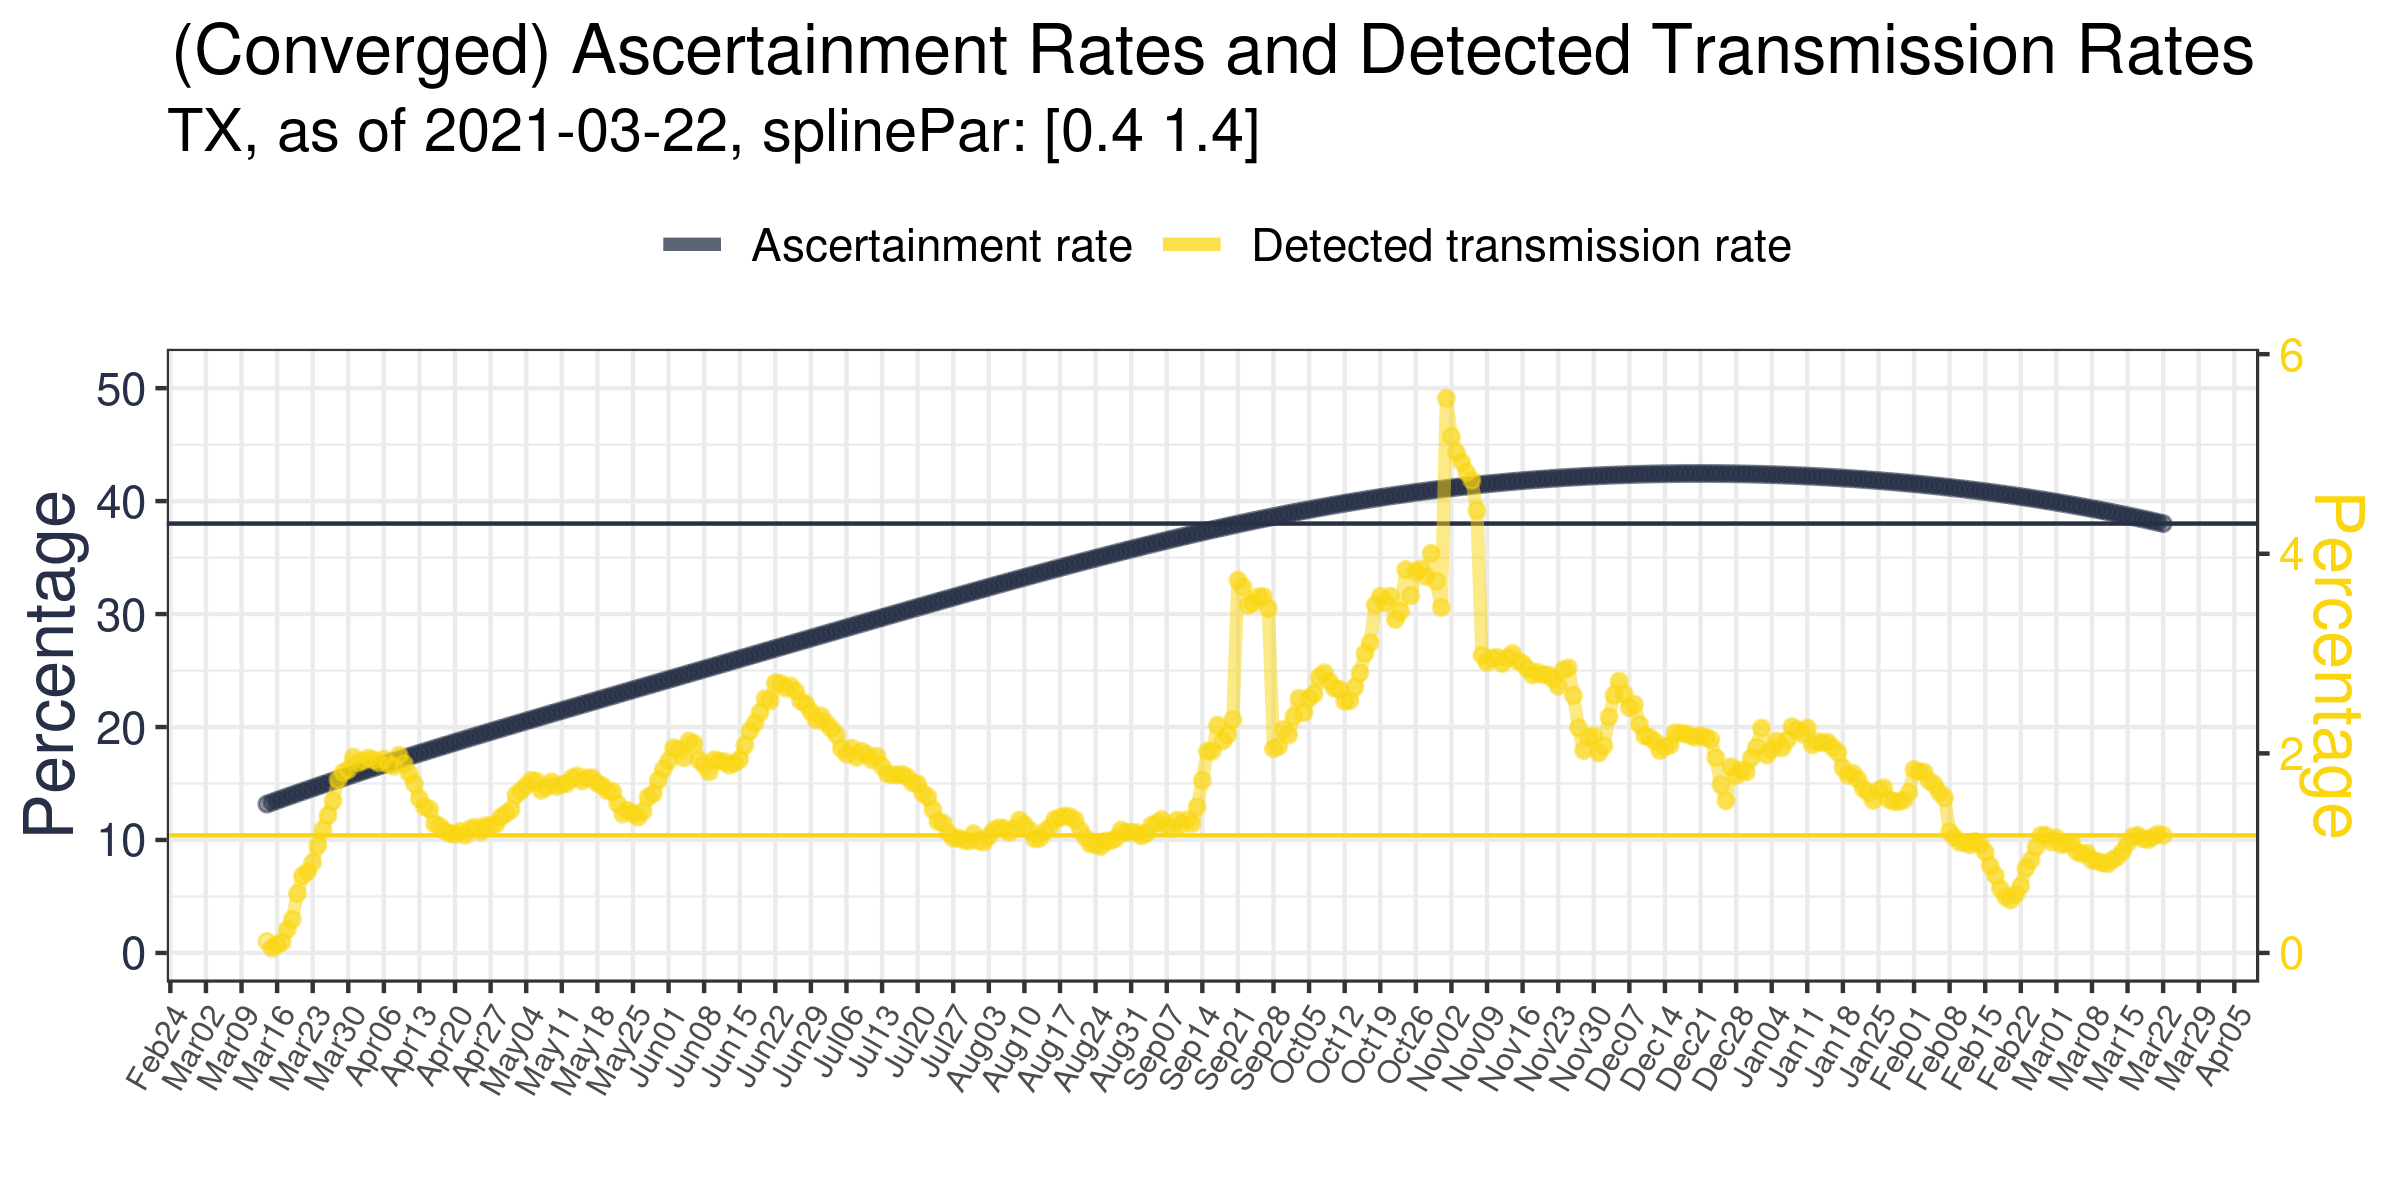 (Converged) Ascertainment Rates and Detected Transmission Rates
TX, as of 2021-03-22, splinePar: [0.4 1.4]
Ascertainment rate Detected transmission rate
Percentage
50
40
30
20
10
0
6
4
2
0
Percentage
Feb24 Mar02 Mar09 Mar16 Mar23 Mar30 Apr06 Apr13 Apr20 Apr27 May04 May11 May18 May25 Jun01 Jun08 Jun15 Jun22 Jun29 Jul06 Jul13 Jul20 Jul27 Aug03 Aug10 Aug17 Aug24 Aug31 Sep07 Sep14 Sep21 Sep28 Oct05 Oct12 Oct19 Oct26 Nov02 Nov09 Nov16 Nov23 Nov30 Dec07 Dec14 Dec21 Dec28 Jan04 Jan11 Jan18 Jan25 Feb01 Feb08 Feb15 Feb22 Mar01 Mar08 Mar15 Mar22 Mar29 Apr05